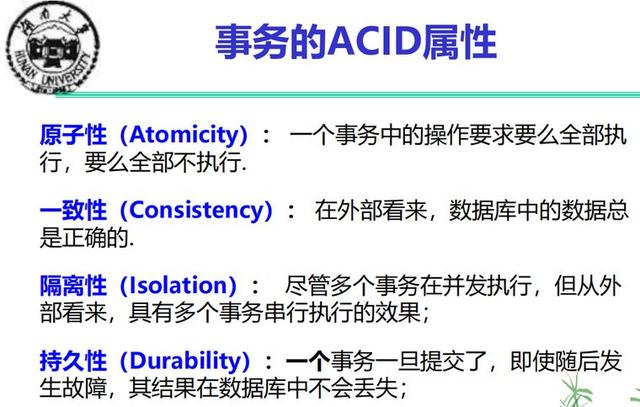 湖南大学
HUNAN UNIVERSITY
事务的ACID属性
原子性（Atomicity）： 一个事务中的操作要求要么全部执
行，要么全部不执行.
一致性（Consistency）： 在外部看来，数据库中的数据总
是正确的.
隔离性（Isolation）： 尽管多个事务在并发执行，但从外
部看来，具有多个事务串行执行的效果；
持久性（Durability）：一个事务一旦提交了，即使随后发
生故障，其结果在数据库中不会丢失；